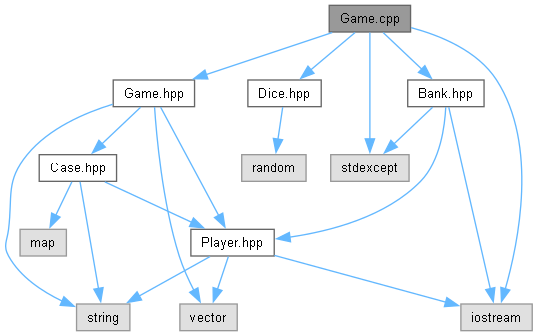 Game.cpp
Game.hpp
Dice.hpp
Bank.hpp
Case.hpp
random
stdexcept
map
Player.hpp
string
vector
iostream